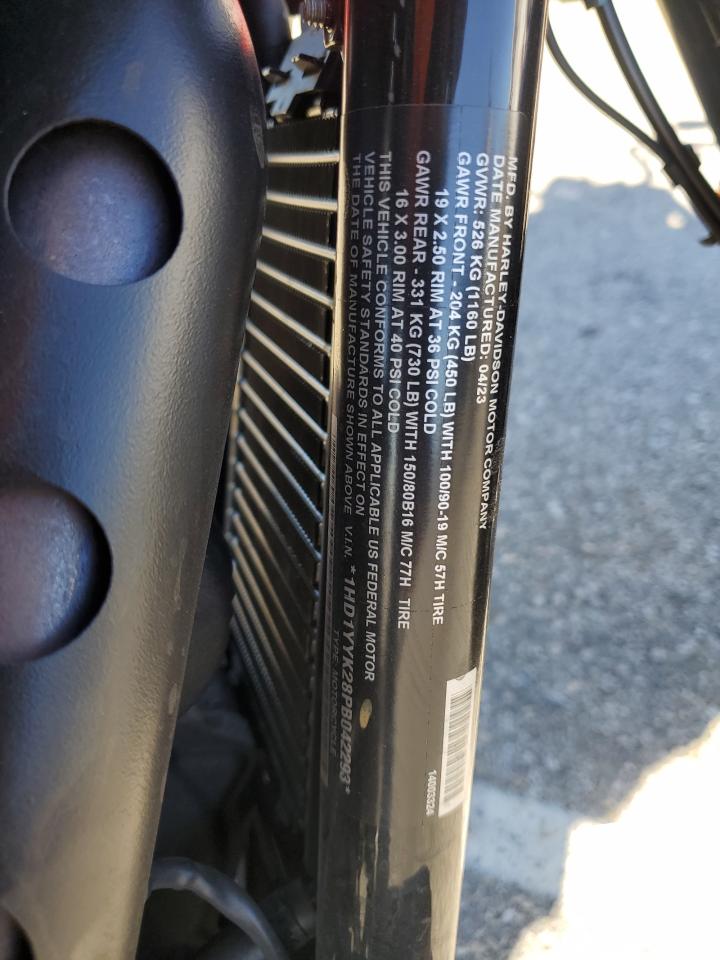 MFD. BY HARLEY-DAVIDSON MOTOR COMPANY
DATE MANUFACTURED: 04/23
GVWR: 526 KG (1160 LB)
GAWR FRONT - 204 KG (450 LB) WITH 100/90-19 M/C 57H TIRE
19 X 2.50 RIM AT 36 PSI COLD
GAWR REAR - 331 KG (730 LB) WITH 150/80B16 M/C 77H TIRE
16 X 3.00 RIM AT 40 PSI COLD
THIS VEHICLE CONFORMS TO ALL APPLICABLE US FEDERAL MOTOR
VEHICLE SAFETY STANDARDS IN EFFECT ON
THE DATE OF MANUFACTURE SHOWN ABOVE V.I.N. *1HD1YYK28PB042293*
TYPE: MOTORCYCLE
14003324